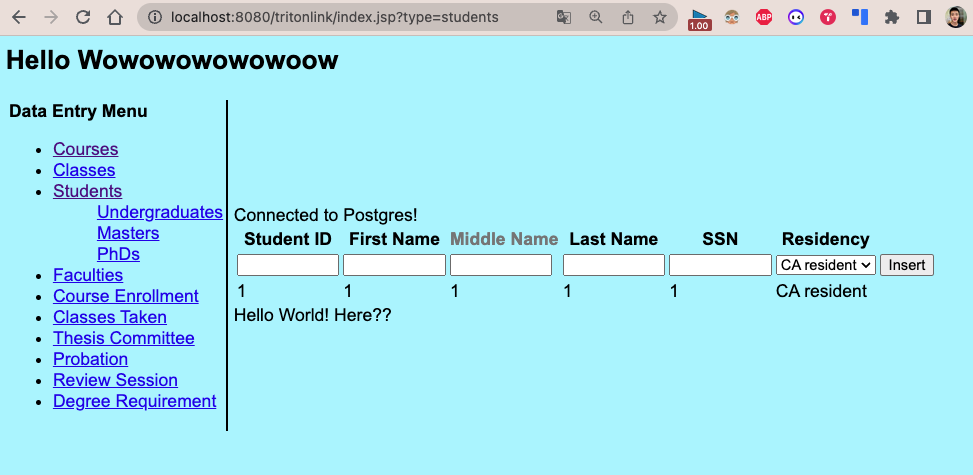 localhost:8080/tritonlink/index.jsp?type=students
1.00
ABP
Hello Wowowowowowoow
Data Entry Menu
Courses
Classes
Students
Undergraduates
Masters
PhDs
Faculties
Course Enrollment
Classes Taken
Thesis Committee
Probation
Review Session
Degree Requirement
Connected to Postgres!
Student ID First Name Middle Name Last Name SSN Residency
CA resident Insert
1 1 1 1 1 CA resident
Hello World! Here??